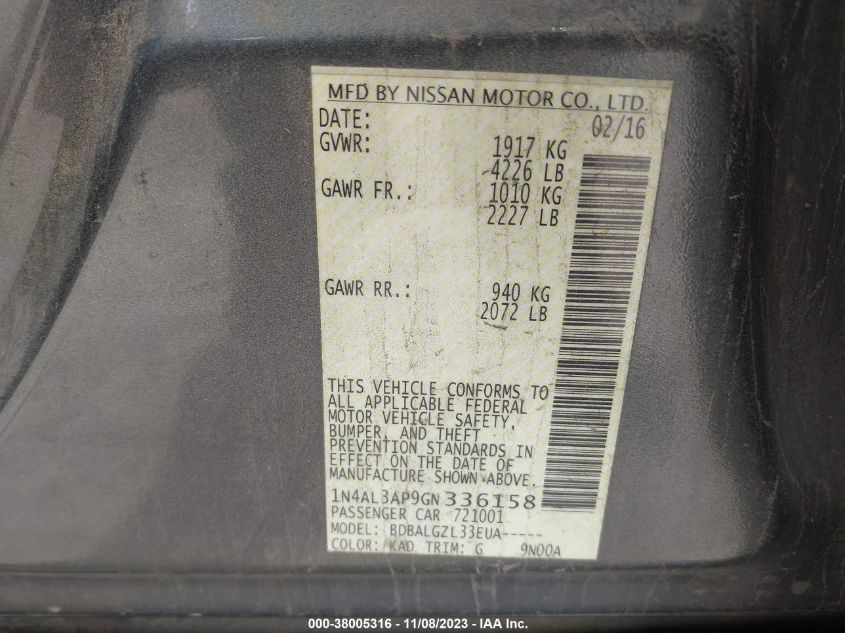 MFD BY NISSAN MOTOR CO., LTD.
DATE: 02/16
GVWR: 1917 KG
4226 LB
GAWR FR.: 1010 KG
2227 LB
GAWR RR.: 940 KG
2072 LB
THIS VEHICLE CONFORMS TO
ALL APPLICABLE FEDERAL
MOTOR VEHICLE SAFETY,
BUMPER, AND THEFT
PREVENTION STANDARDS IN
EFFECT ON THE DATE OF
MANUFACTURE SHOWN ABOVE.
1N4AL3AP9GN336158
PASSENGER CAR 721001
MODEL: BDBALGZL33EUA-----
COLOR: KAD TRIM: G 9N00A
000-38005316 - 11/08/2023 - IAA Inc.